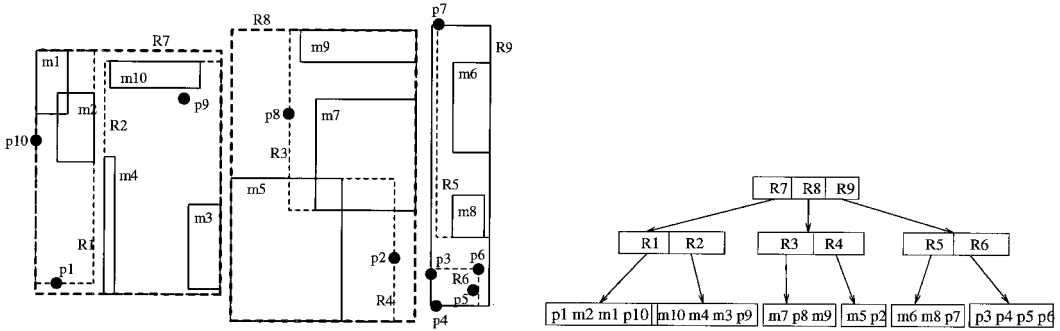 p7
R8
R7
R9
m1
m9
m10
m6
m2
p9
p8
m7
R2
p10
R3
m4
m5
R5
m3
m8
R1
p2
p3
p6
p1
R6
R4
p5
p4
R7 R8 R9
R1 R2 R3 R4 R5 R6
p1 m2 m1 p10 m10 m4 m3 p9 m7 p8 m9 m5 p2 m6 m8 p7 p3 p4 p5 p6